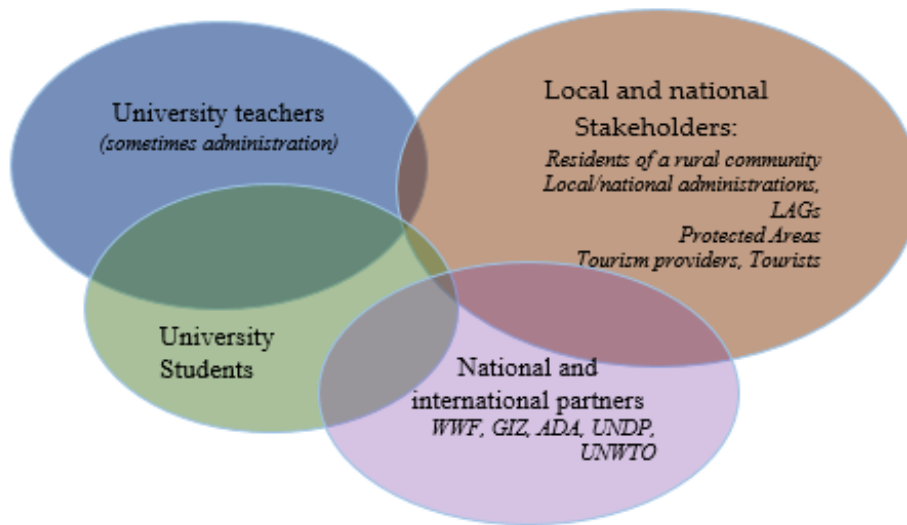 University teachers
(sometimes administration)
Local and national
Stakeholders:
Residents of a rural community
Local/national administrations,
LAGs
Protected Areas
Tourism providers, Tourists
University
Students
National and
international partners
WWF, GIZ, ADA, UNDP,
UNWTO